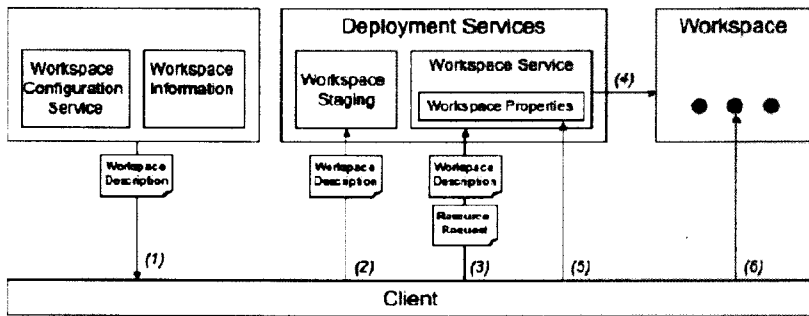 Deployment Services
Workspace
Workspace
Configuration
Service
Workspace
Information
Workspace
Staging
Workspace Service
Workspace Properties
(4)
Workspace
Description
Workspace
Description
Workspace
Description
Resource
Request
(1)
(2)
(3)
(5)
(6)
Client